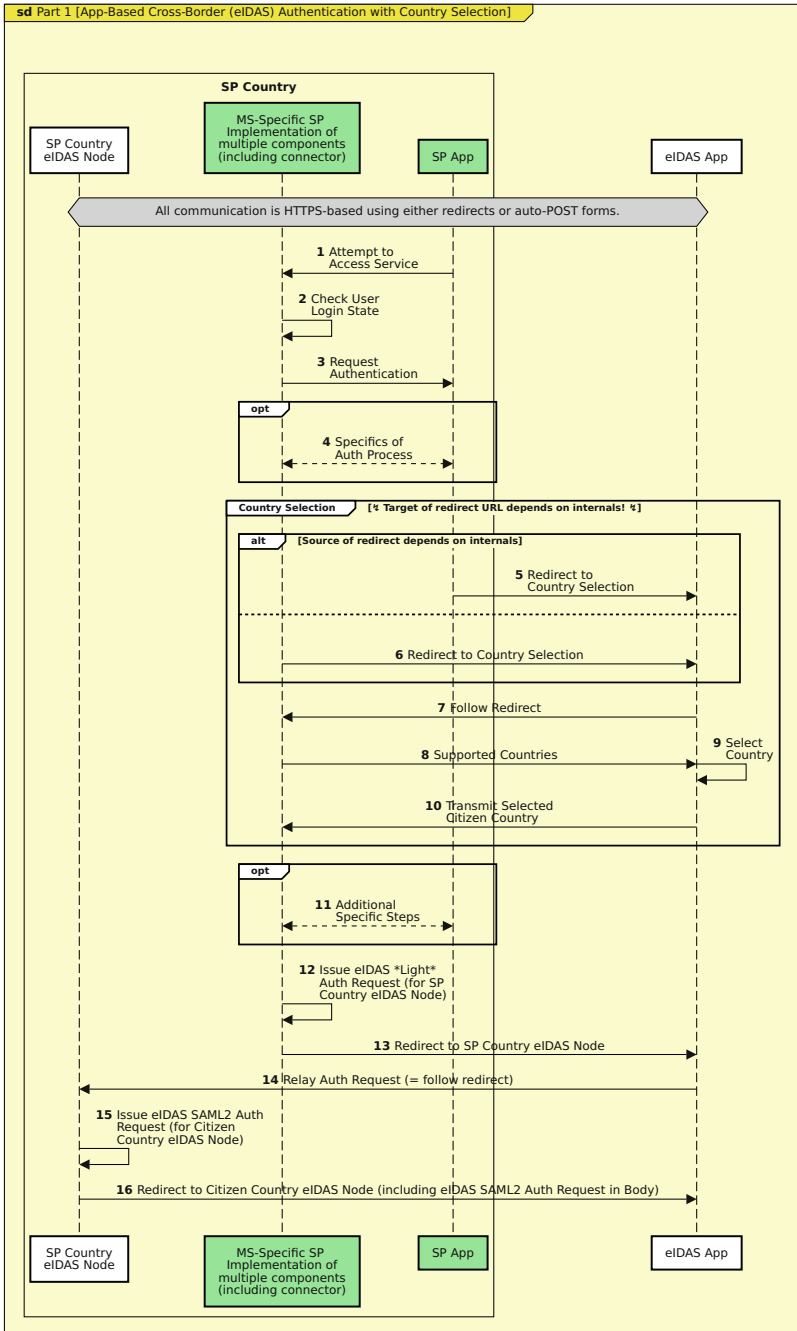 sd Part 1 [App-Based Cross-Border (eIDAS) Authentication with Country Selection]
SP Country
SP Country
eIDAS Node
MS-Specific SP
Implementation of
multiple components
(including connector)
SP App
eIDAS App
All communication is HTTPS-based using either redirects or auto-POST forms.
1 Attempt to
Access Service
2 Check User
Login State
3 Request
Authentication
opt
4 Specifics of
Auth Process
Country Selection [↯ Target of redirect URL depends on internals! ↯]
alt [Source of redirect depends on internals]
5 Redirect to
Country Selection
6 Redirect to Country Selection
7 Follow Redirect
8 Supported Countries
9 Select
Country
10 Transmit Selected
Citizen Country
opt
11 Additional
Specific Steps
12 Issue eIDAS *Light*
Auth Request (for SP
Country eIDAS Node)
13 Redirect to SP Country eIDAS Node
14 Relay Auth Request (= follow redirect)
15 Issue eIDAS SAML2 Auth
Request (for Citizen
Country eIDAS Node)
16 Redirect to Citizen Country eIDAS Node (including eIDAS SAML2 Auth Request in Body)
SP Country
eIDAS Node
MS-Specific SP
Implementation of
multiple components
(including connector)
SP App
eIDAS App